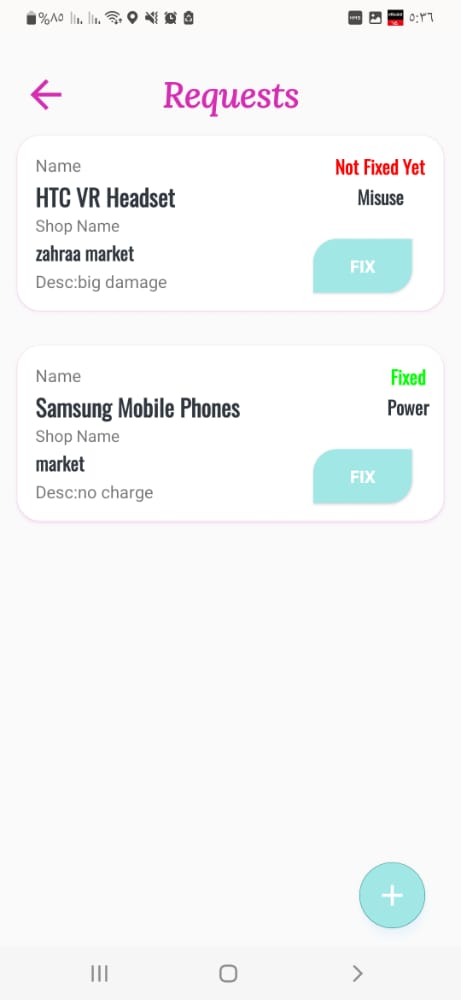 %٨٥
٥:٣٦
Requests
Name
Not Fixed Yet
HTC VR Headset
Misuse
Shop Name
zahraa market
FIX
Desc:big damage
Name
Fixed
Samsung Mobile Phones
Power
Shop Name
market
FIX
Desc:no charge